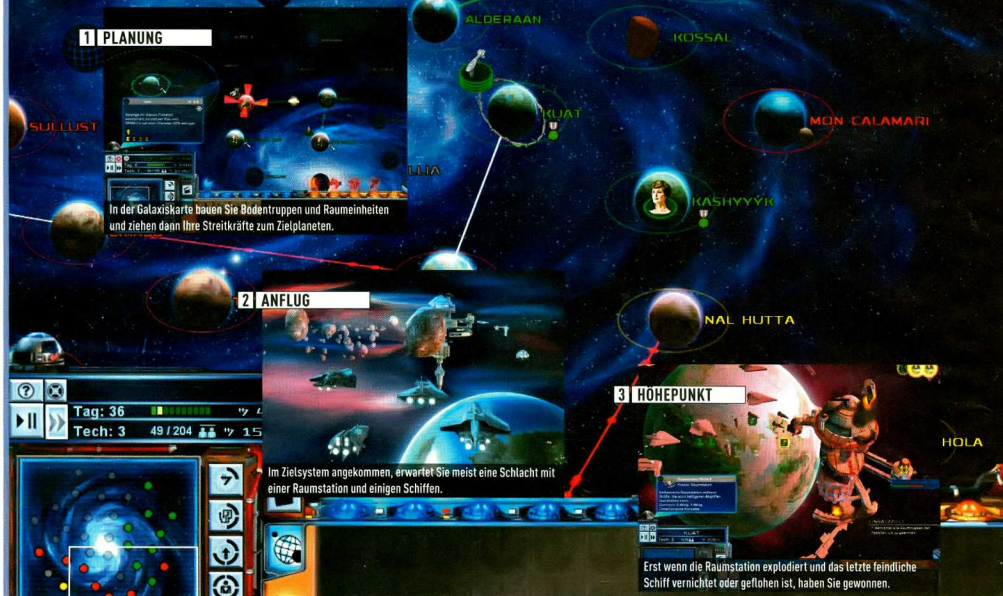 ALDERAAN
KOSSAL
1 PLANUNG
SULLUST
KUAT
MON CALAMARI
LLIA
KASHYYYK
In der Galaxiskarte bauen Sie Bodentruppen und Raumeinheiten
und ziehen dann Ihre Streitkräfte zum Zielplaneten.
2 ANFLUG
NAL HUTTA
3 HÖHEPUNKT
Tag: 36
Tech: 3 49 / 204 15
HOLA
Im Zielsystem angekommen, erwartet Sie meist eine Schlacht mit
einer Raumstation und einigen Schiffen.
KUAT
Erst wenn die Raumstation explodiert und das letzte feindliche
Schiff vernichtet oder geflohen ist, haben Sie gewonnen.